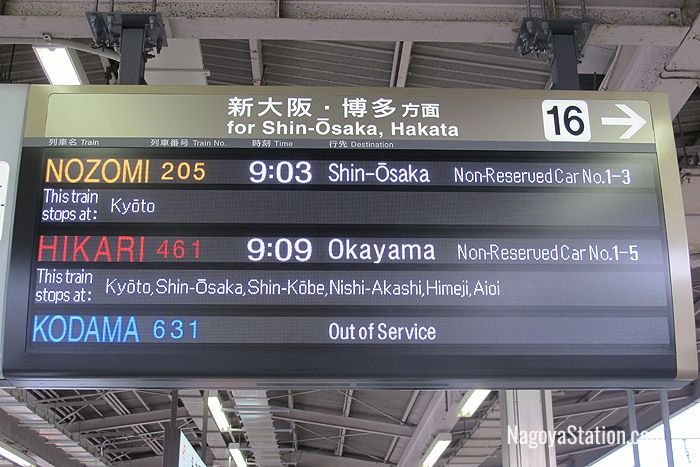 新大阪・博多方面
for Shin-Ōsaka, Hakata
16
列車名 Train 列車番号 Train No. 時刻 Time 行先 Destination
NOZOMI 205 9:03 Shin-Ōsaka Non-Reserved Car No.1-3
This train stops at: Kyōto
HIKARI 461 9:09 Okayama Non-Reserved Car No.1-5
This train stops at: Kyōto,Shin-Ōsaka,Shin-Kōbe,Nishi-Akashi,Himeji,Aioi
KODAMA 631 Out of Service
NagoyaStation.com